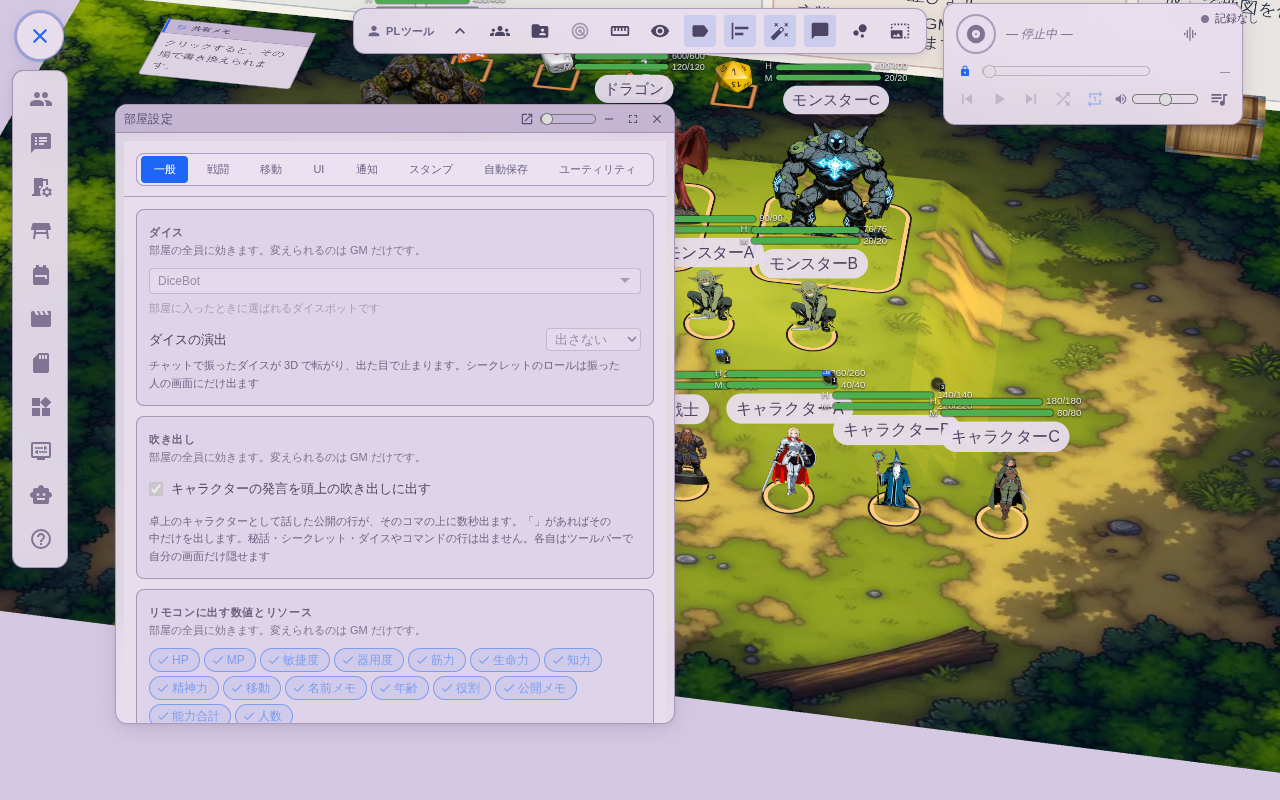 共有メモ
クリックすると、その
場で書き換えられま
す。
PLツール
記録なし
— 停止中 —
—
600/600
120/120
ドラゴン
H 400/400
M 20/20
モンスターC
部屋設定
一般
戦闘
移動
UI
通知
スタンプ
自動保存
ユーティリティ
ダイス
部屋の全員に効きます。変えられるのは GM だけです。
DiceBot
部屋に入ったときに選ばれるダイスボットです
ダイスの演出
出さない
チャットで振ったダイスが 3D で転がり、出た目で止まります。シークレットのロールは振った
人の画面にだけ出ます
吹き出し
部屋の全員に効きます。変えられるのは GM だけです。
キャラクターの発言を頭上の吹き出しに出す
卓上のキャラクターとして話した公開の行が、そのコマの上に数秒出ます。「」があればその
中だけを出します。秘話・シークレット・ダイスやコマンドの行は出ません。各自はツールバーで
自分の画面だけ隠せます
リモコンに出す数値とリソース
部屋の全員に効きます。変えられるのは GM だけです。
HP
MP
敏捷度
器用度
筋力
生命力
知力
精神力
移動
名前メモ
年齢
役割
公開メモ
能力合計
人数
90/90
H 76/76
M 20/20
モンスターA
モンスターB
H 260/260
M 40/40
140/140
H 180/180
M 80/80
戦士
キャラクターA
キャラクター
キャラクターC